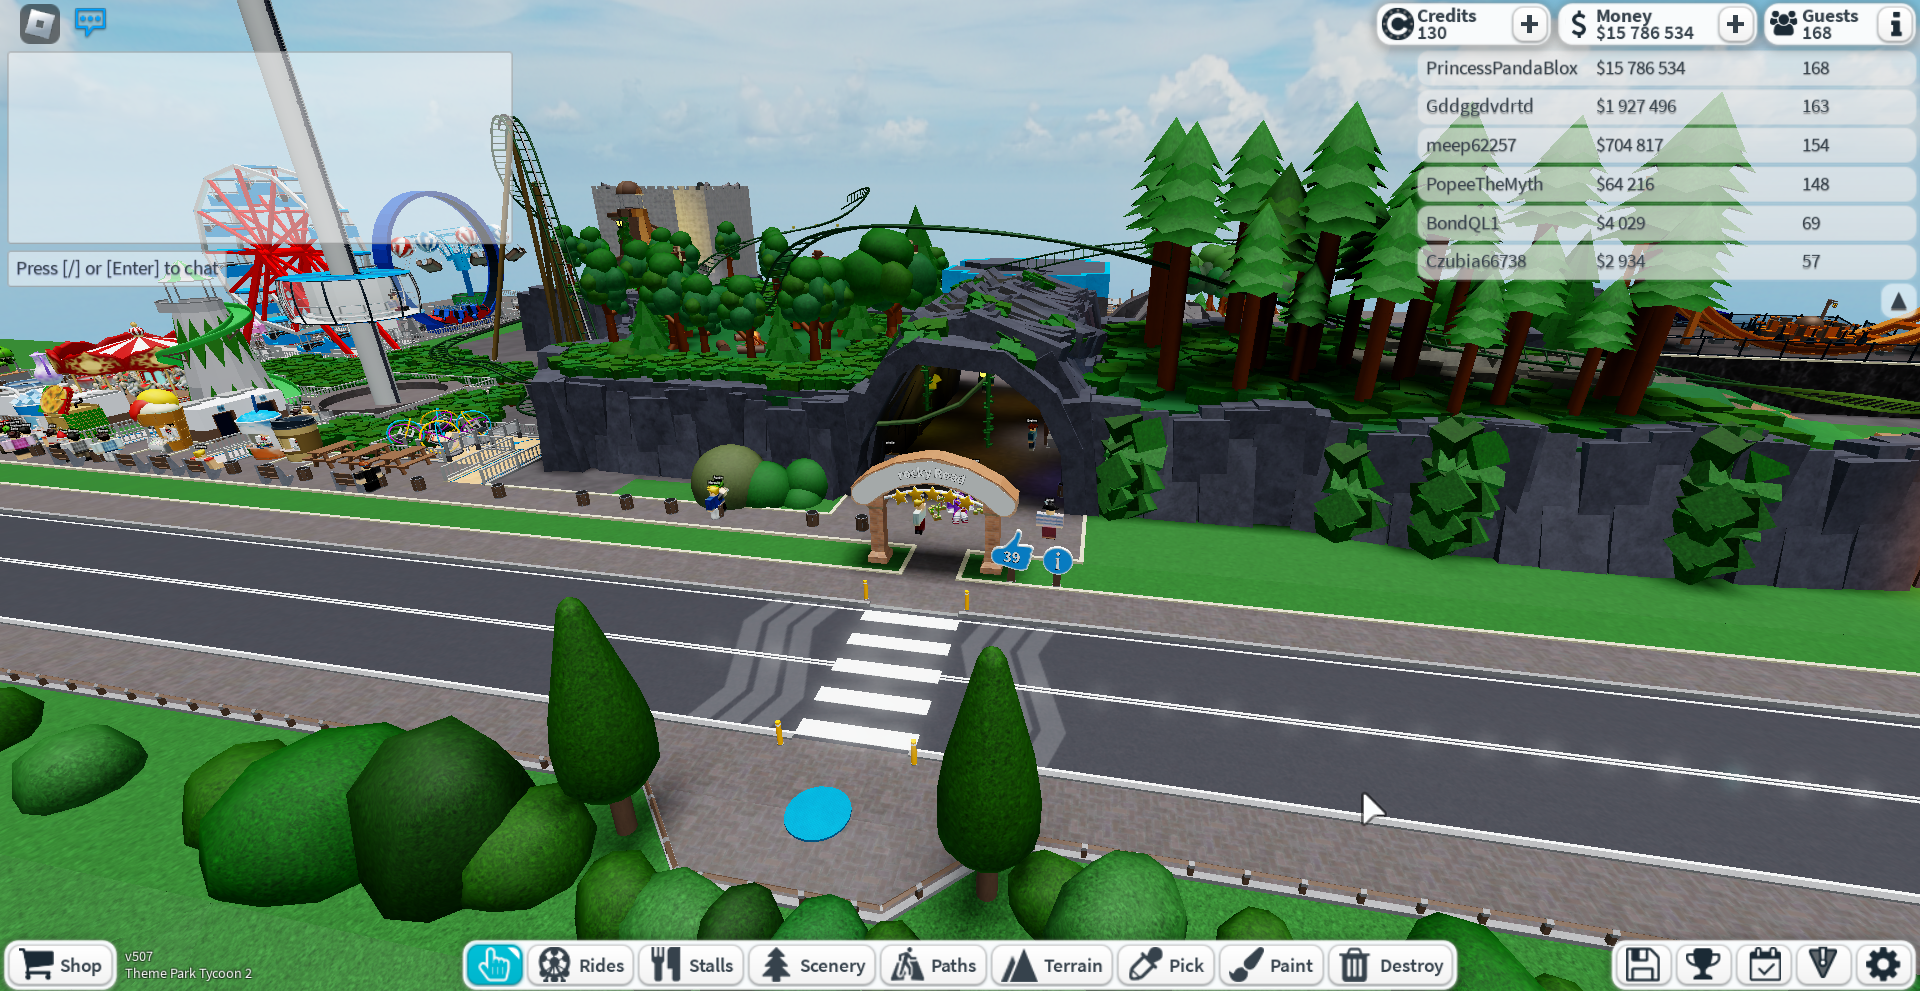 Credits
130
Money
$15 786 534
Guests
168
PrincessPandaBlox $15 786 534 168
Gddggdvdrtd $1 927 496 163
meep62257 $704 817 154
PopeeTheMyth $64 216 148
BondQL1 $4 029 69
Czubia66738 $2 934 57
Press [/] or [Enter] to chat
39
Shop
v507
Theme Park Tycoon 2
Rides
Stalls
Scenery
Paths
Terrain
Pick
Paint
Destroy